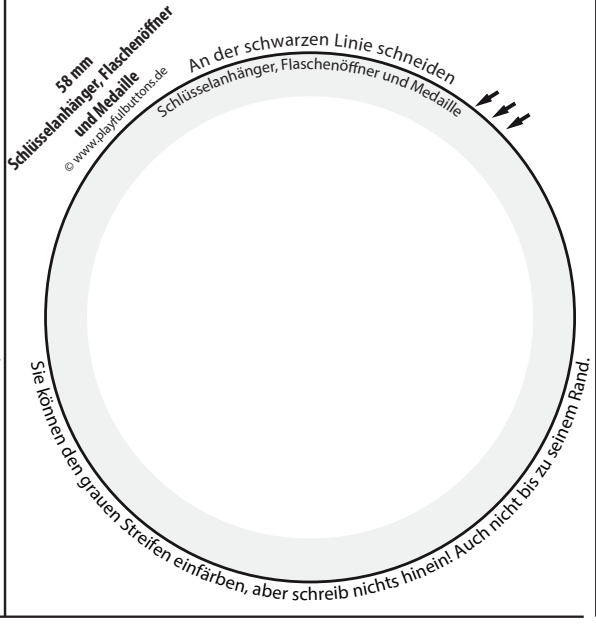 58 mm
Schlüsselanhänger, Flaschenöffner
und Medaille
© www.playfulbuttons.de
An der schwarzen Linie schneiden
Schlüsselanhänger, Flaschenöffner und Medaille
Sie können den grauen Streifen einfärben, aber schreib nichts hinein! Auch nicht bis zu seinem Rand.